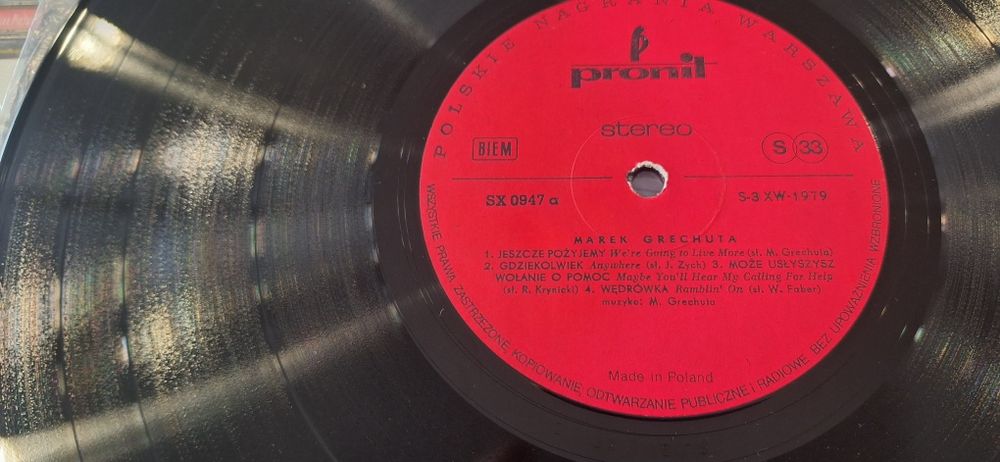 POLSKIE NAGRANIA WARSZAWA
pronit
stereo
BIEM
S 33
SX 0947 a
S-3 XW-1979
MAREK GRECHUTA
1. JESZCZE POŻYJEMY We're Going to Live More (sł. M. Grechuta)
2. GDZIEKOLWIEK Anywhere (sł. J. Zych) 3. MOŻE USŁYSZYSZ
WOŁANIE O POMOC Maybe You'll Hear My Calling For Help
(sł. R. Krynicki) 4. WĘDRÓWKA Ramblin' On (sł. W. Faber)
muzyka: M. Grechuta
Made in Poland
WSZYSTKIE PRAWA ZASTRZEŻONE, KOPIOWANIE, ODTWARZANIE PUBLICZNE i RADIOWE BEZ UPOWAŻNIENIA WZBRONIONE